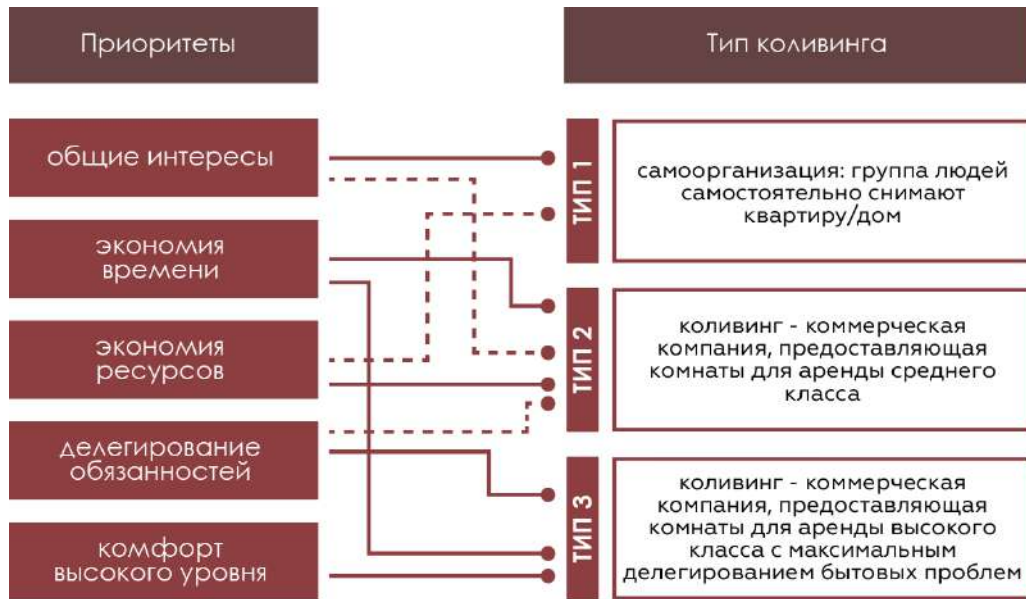 Приоритеты
Тип коливинга
общие интересы
экономия
времени
экономия
ресурсов
делегирование
обязанностей
комфорт
высокого уровня
ТИП 1
самоорганизация: группа людей
самостоятельно снимают
квартиру/дом
ТИП 2
коливинг - коммерческая
компания, предоставляющая
комнаты для аренды среднего
класса
ТИП 3
коливинг - коммерческая
компания, предоставляющая
комнаты для аренды высокого
класса с максимальным
делегированием бытовых проблем